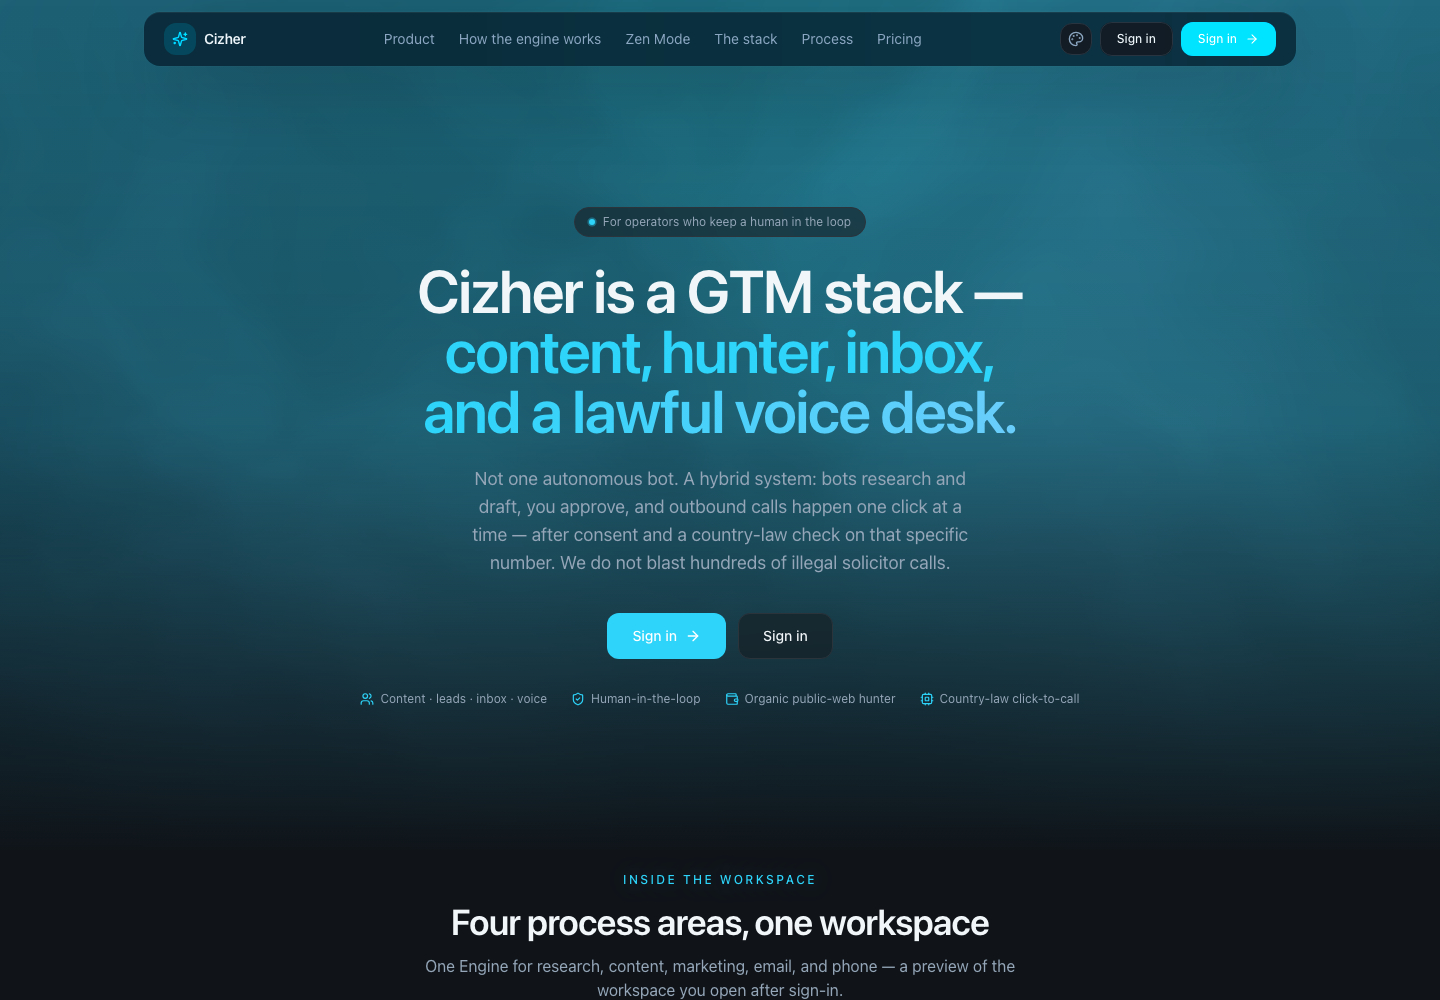 Cizher
Product
How the engine works
Zen Mode
The stack
Process
Pricing
Sign in
Sign in
For operators who keep a human in the loop
Cizher is a GTM stack —
content, hunter, inbox,
and a lawful voice desk.
Not one autonomous bot. A hybrid system: bots research and
draft, you approve, and outbound calls happen one click at a
time — after consent and a country-law check on that specific
number. We do not blast hundreds of illegal solicitor calls.
Sign in
Sign in
Content · leads · inbox · voice
Human-in-the-loop
Organic public-web hunter
Country-law click-to-call
INSIDE THE WORKSPACE
Four process areas, one workspace
One Engine for research, content, marketing, email, and phone — a preview of the
workspace you open after sign-in.